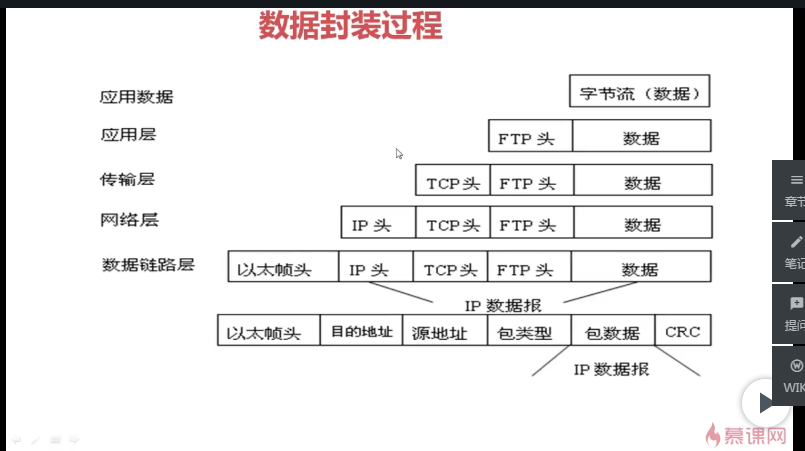 数据封装过程
应用数据 字节流（数据）
应用层 FTP 头 数据
传输层 TCP头 FTP 头 数据
网络层 IP 头 TCP头 FTP 头 数据
数据链路层 以太帧头 IP 头 TCP头 FTP 头 数据
IP 数据报
以太帧头 目的地址 源地址 包类型 包数据 CRC
IP 数据报
章节
笔记
提问
WIK
慕课网